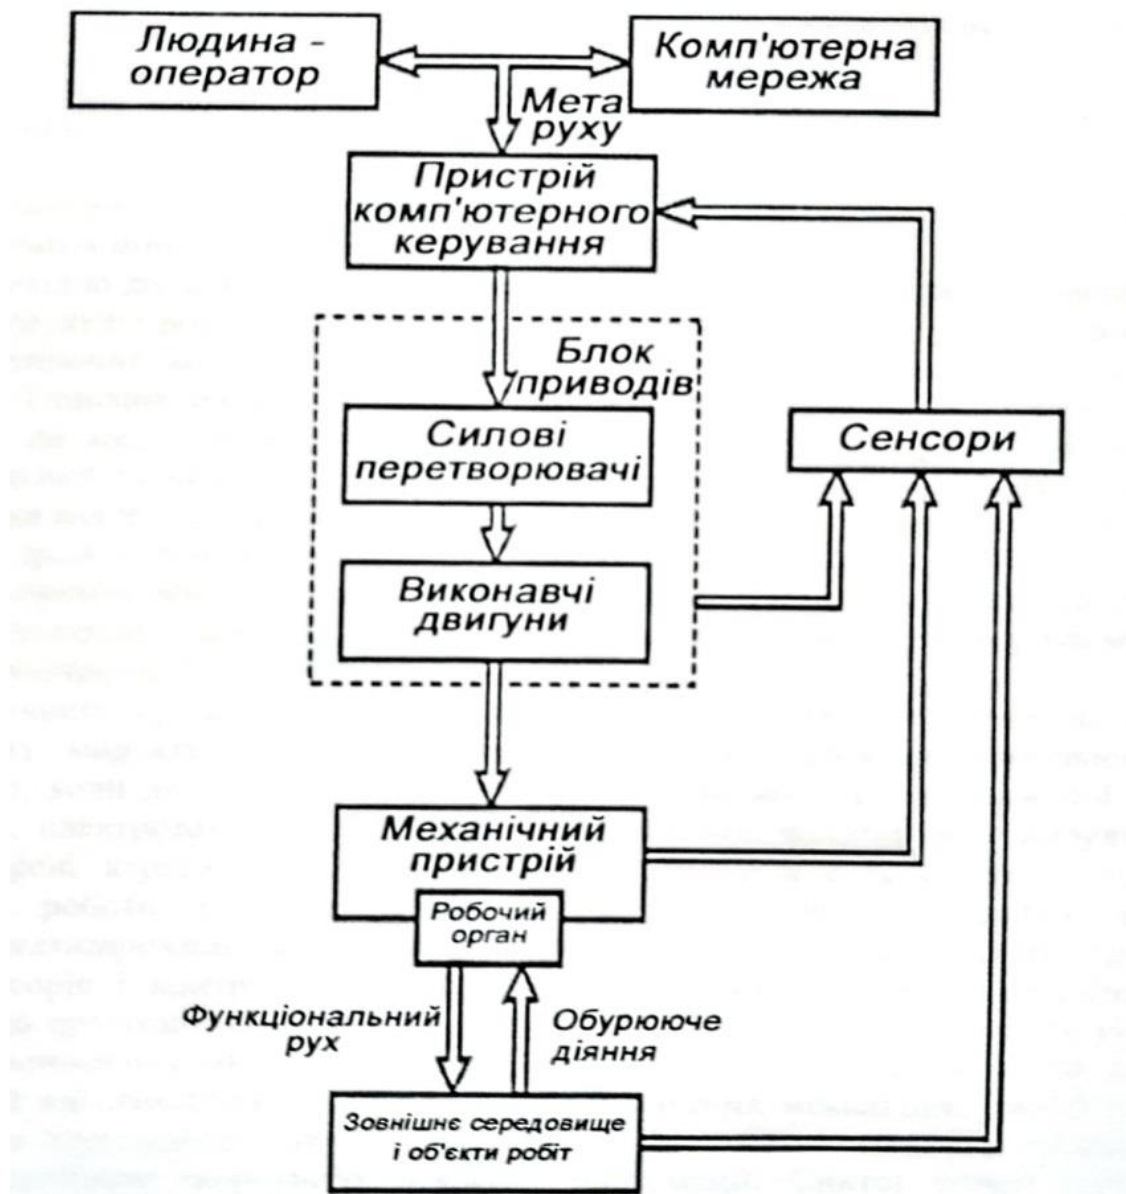 Людина -
оператор
Комп'ютерна
мережа
Мета
руху
Пристрій
комп'ютерного
керування
Блок
приводів
Силові
перетворювачі
Сенсори
Виконавчі
двигуни
Механічний
пристрій
Робочий
орган
Функціональний
рух
Обурююче
діяння
Зовнішнє середовище
і об'єкти робіт